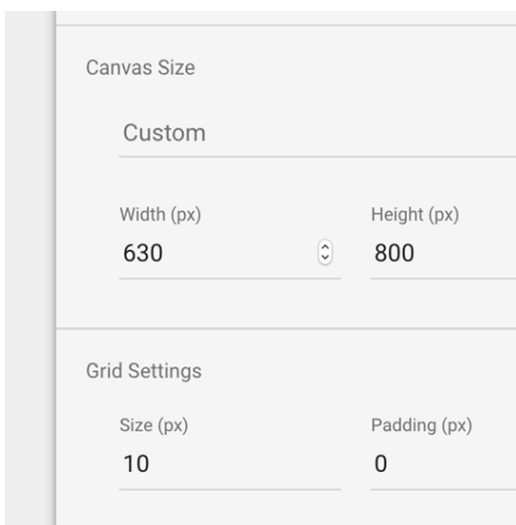 Canvas Size
Custom
Width (px) Height (px)
630 800
Grid Settings
Size (px) Padding (px)
10 0